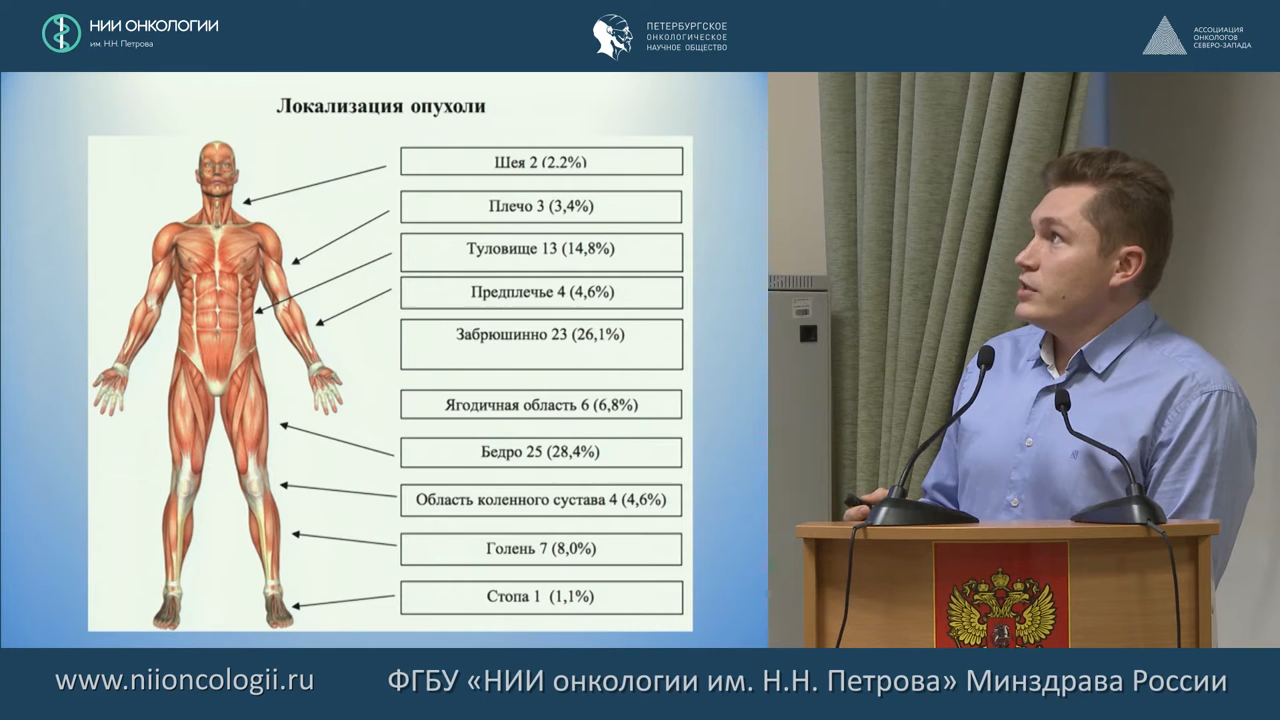 НИИ ОНКОЛОГИИ
им. Н.Н. Петрова
ПЕТЕРБУРГСКОЕ
ОНКОЛОГИЧЕСКОЕ
НАУЧНОЕ ОБЩЕСТВО
АССОЦИАЦИЯ
ОНКОЛОГОВ
СЕВЕРО-ЗАПАДА
Локализация опухоли
Шея 2 (2.2%)
Плечо 3 (3,4%)
Туловище 13 (14,8%)
Предплечье 4 (4,6%)
Забрюшинно 23 (26,1%)
Ягодичная область 6 (6,8%)
Бедро 25 (28,4%)
Область коленного сустава 4 (4,6%)
Голень 7 (8,0%)
Стопа 1 (1,1%)
www.niioncologii.ru
ФГБУ «НИИ онкологии им. Н.Н. Петрова» Минздрава России